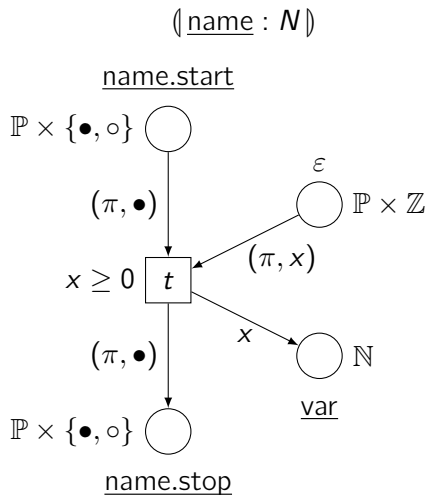 ⦇name : N⦈
name.start
ℙ × {●, ○}
ε
(π, ●)
ℙ × ℤ
(π, x)
x ≥ 0
t
x
(π, ●)
ℕ
var
ℙ × {●, ○}
name.stop